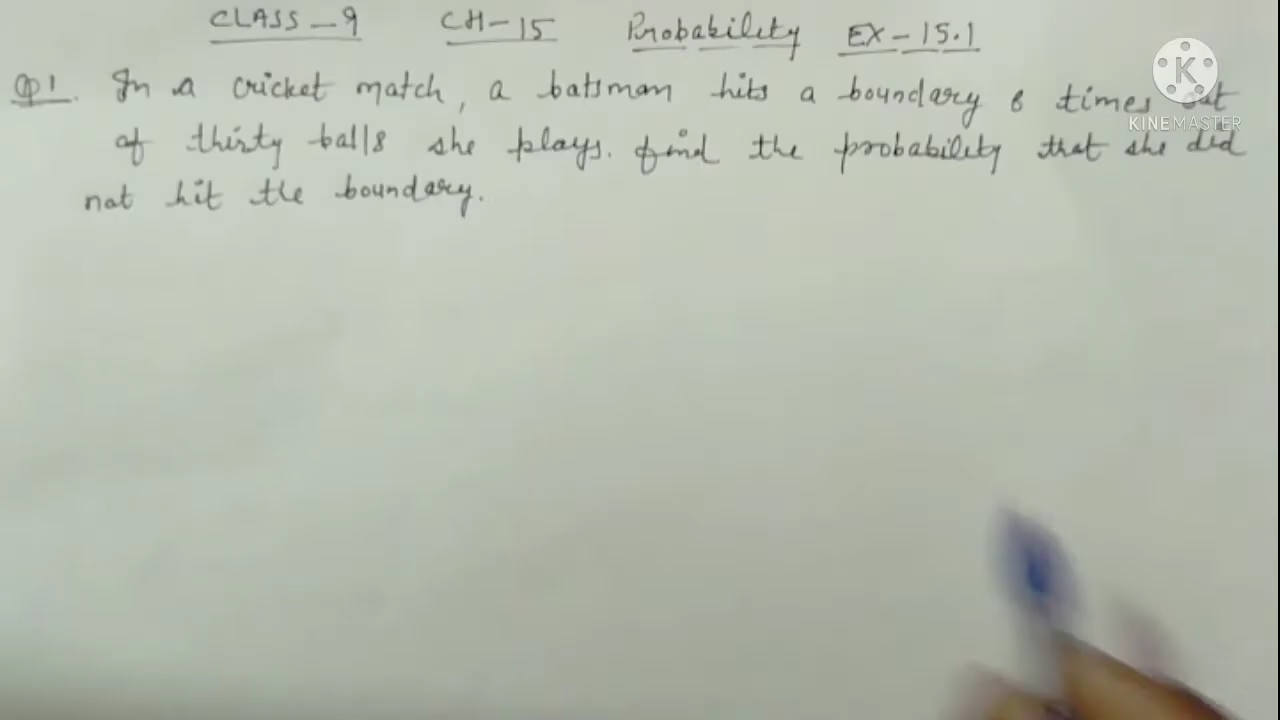 CLASS - 9 CH - 15 Probability EX - 15.1
Q1. In a cricket match, a batsman hits a boundary 6 times out
of thirty balls she plays. find the probability that she did
not hit the boundary.
K
KINEMASTER